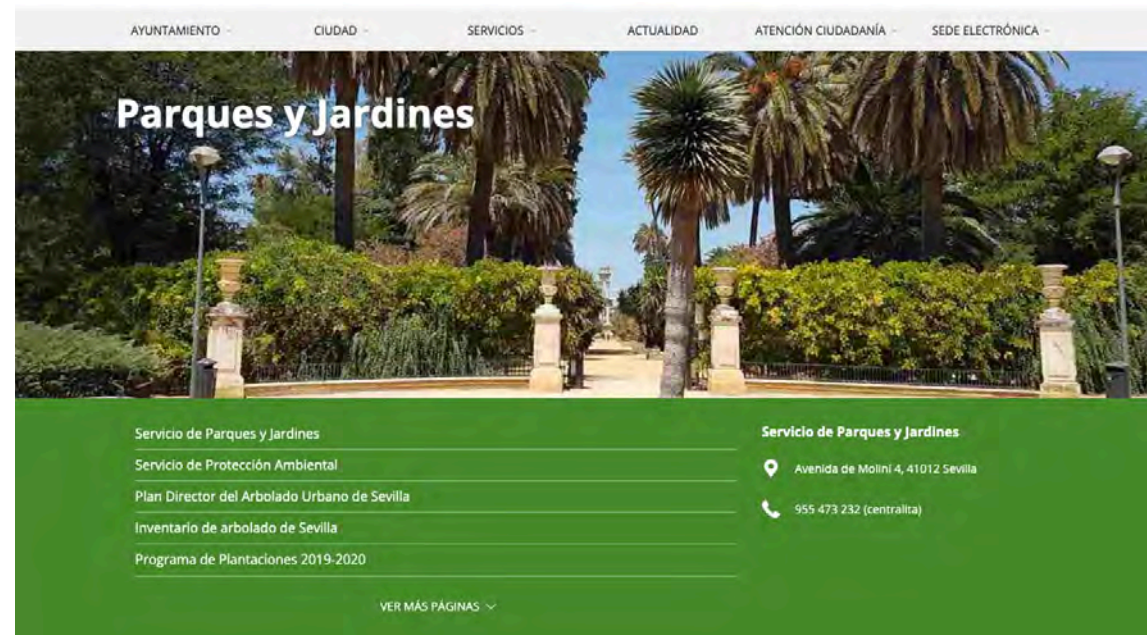 AYUNTAMIENTO
CIUDAD
SERVICIOS
ACTUALIDAD
ATENCIÓN CIUDADANÍA
SEDE ELECTRÓNICA
Parques y Jardines
Servicio de Parques y Jardines
Servicio de Protección Ambiental
Plan Director del Arbolado Urbano de Sevilla
Inventario de arbolado de Sevilla
Programa de Plantaciones 2019-2020
VER MÁS PÁGINAS
Servicio de Parques y Jardines
Avenida de Moliní 4, 41012 Sevilla
955 473 232 (centralita)